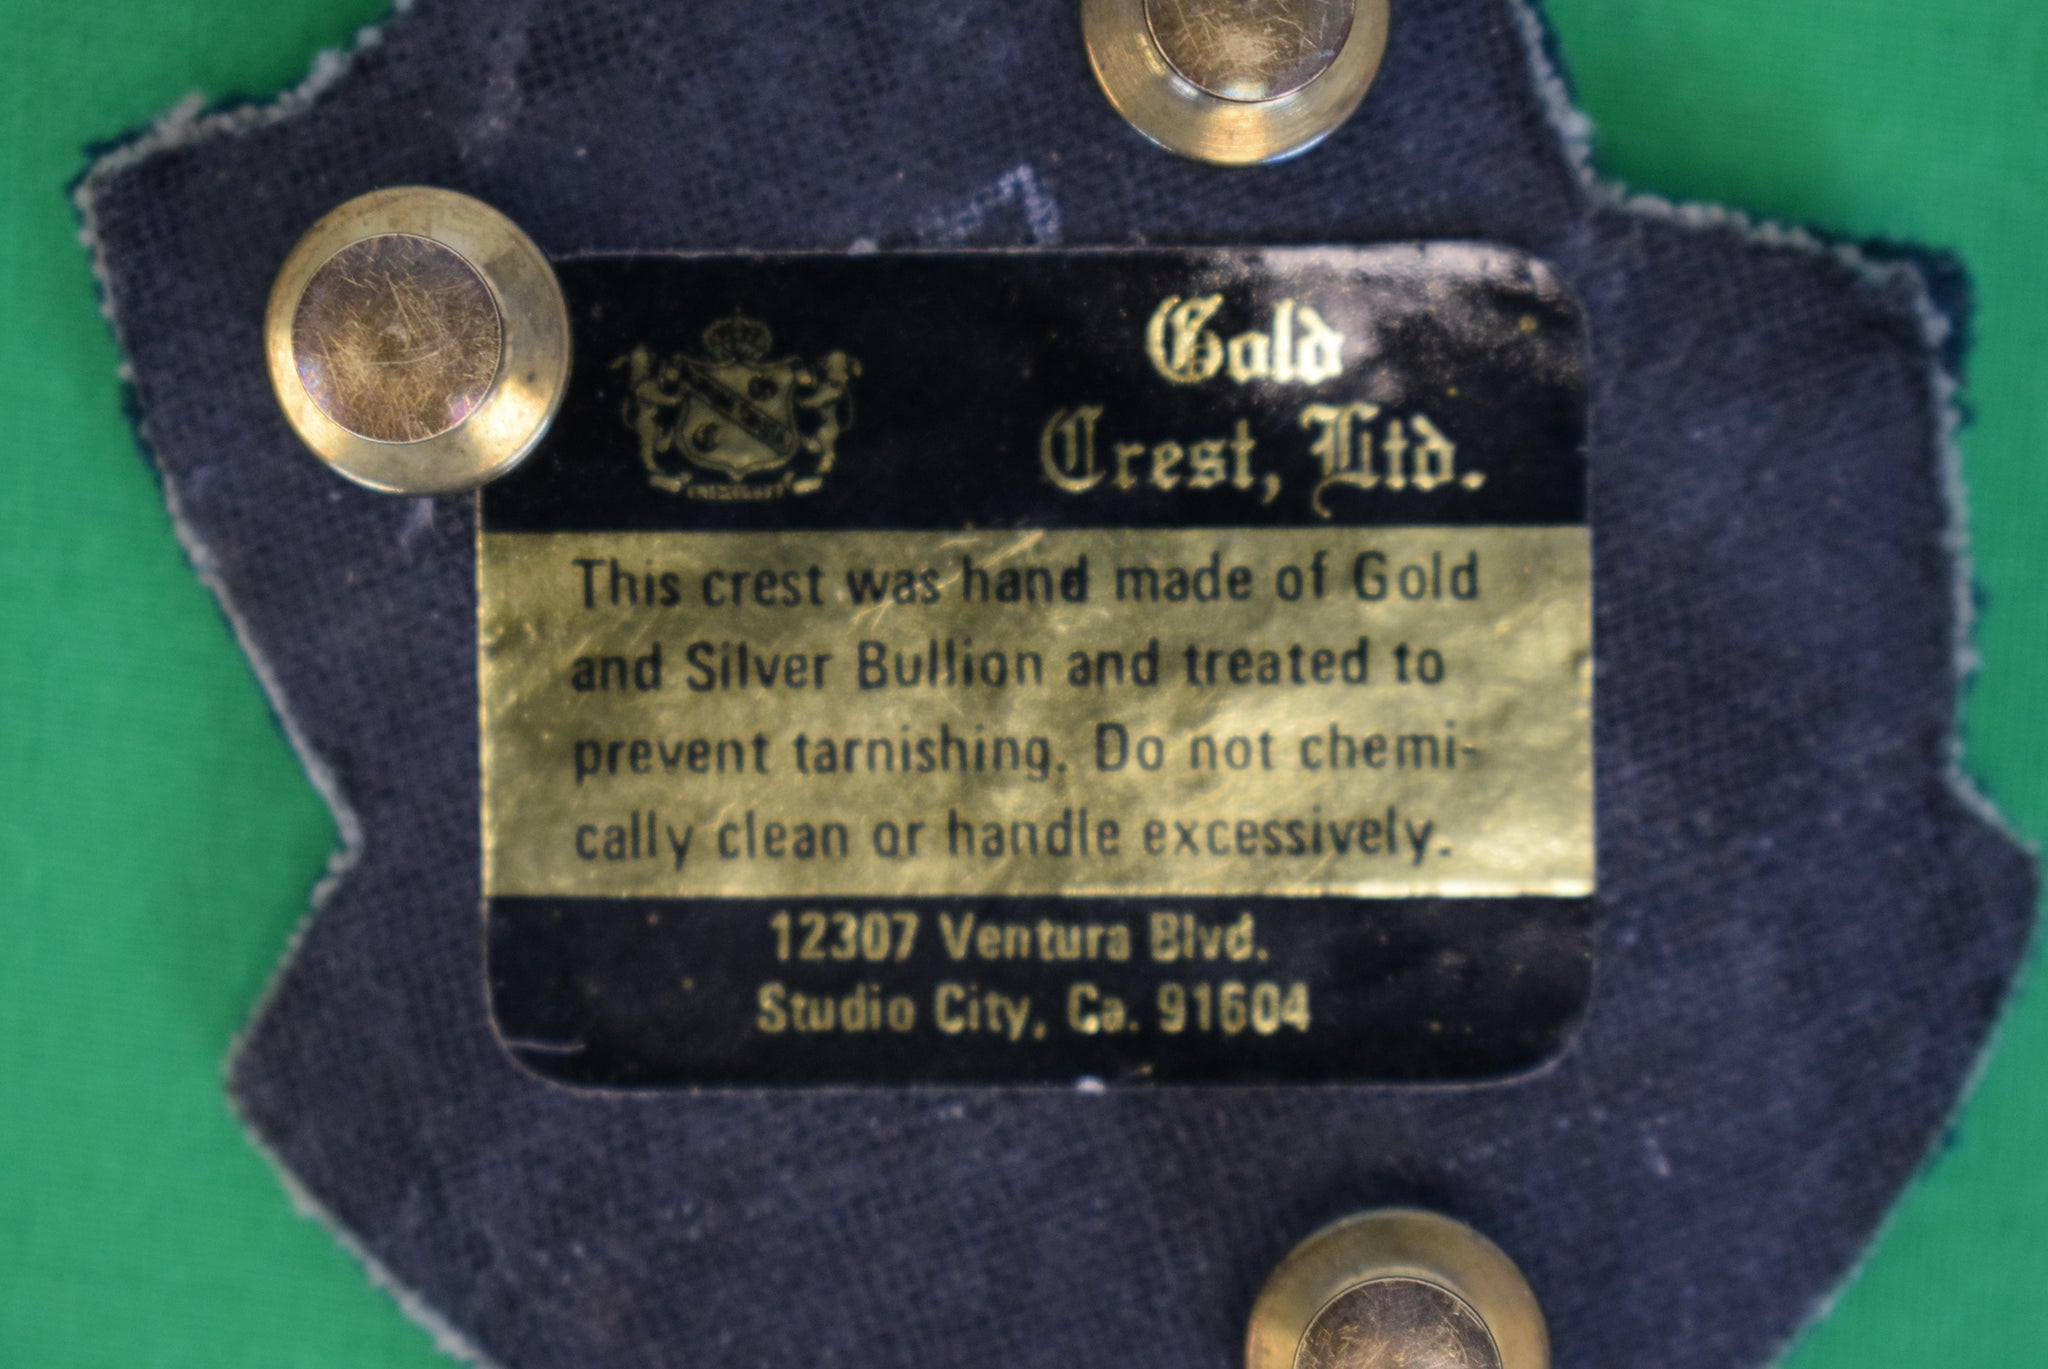 Gold
Crest, Ltd.
This crest was hand made of Gold
and Silver Bullion and treated to
prevent tarnishing. Do not chemi-
cally clean or handle excessively.
12307 Ventura Blvd.
Studio City, Ca. 91604